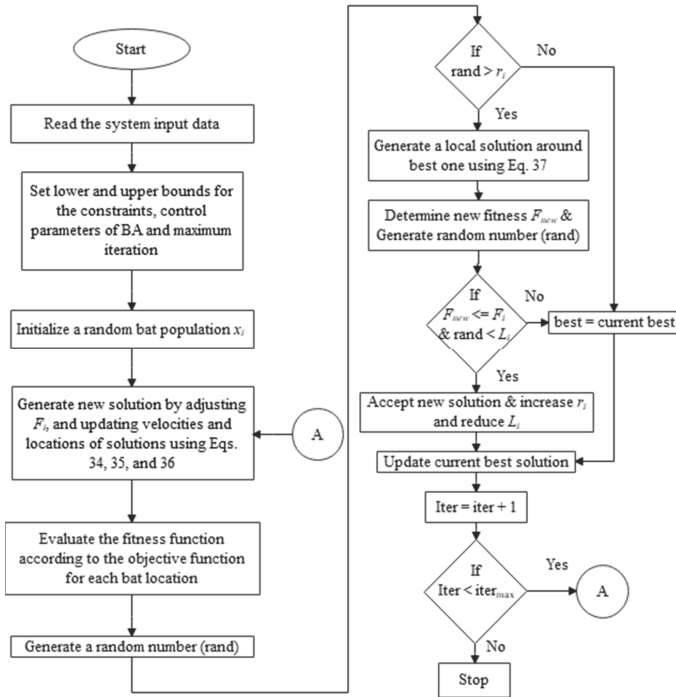 Start
Read the system input data
Set lower and upper bounds for
the constraints, control
parameters of BA and maximum
iteration
Initialize a random bat population xi
Generate new solution by adjusting
Fi, and updating velocities and
locations of solutions using Eqs.
34, 35, and 36
A
Evaluate the fitness function
according to the objective function
for each bat location
Generate a random number (rand)
If
rand > ri
No
Yes
Generate a local solution around
best one using Eq. 37
Determine new fitness Fnew &
Generate random number (rand)
If
Fnew <= Fi
& rand < Li
No
best = current best
Yes
Accept new solution & increase ri
and reduce Li
Update current best solution
Iter = iter + 1
If
Iter < itermax
Yes
A
No
Stop